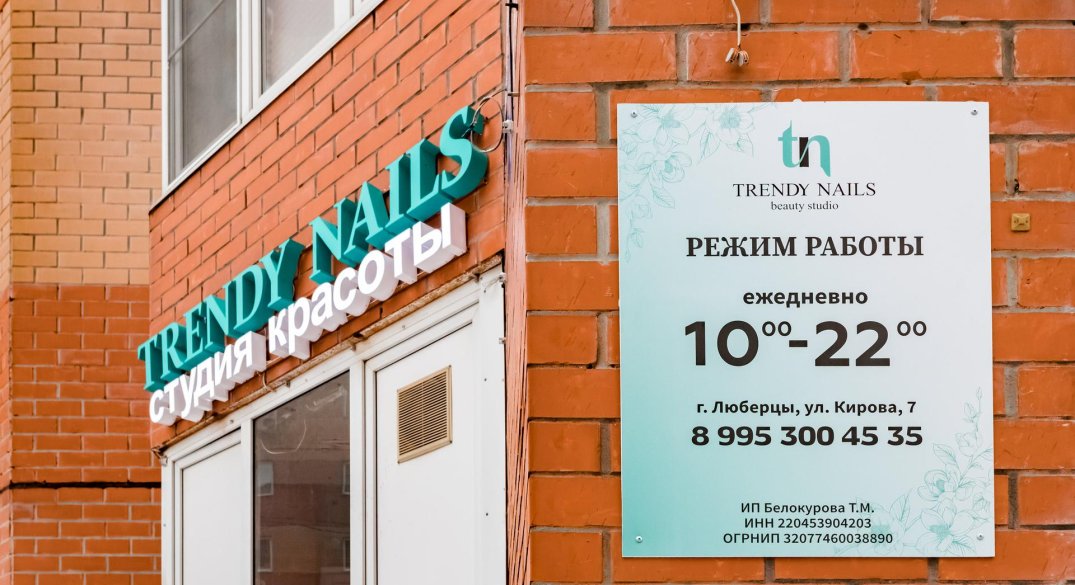 TRENDY NAILS
студия красоты
tn
TRENDY NAILS
beauty studio
РЕЖИМ РАБОТЫ
ежедневно
10⁰⁰-22⁰⁰
г. Люберцы, ул. Кирова, 7
8 995 300 45 35
ИП Белокурова Т.М.
ИНН 220453904203
ОГРНИП 32077460038890